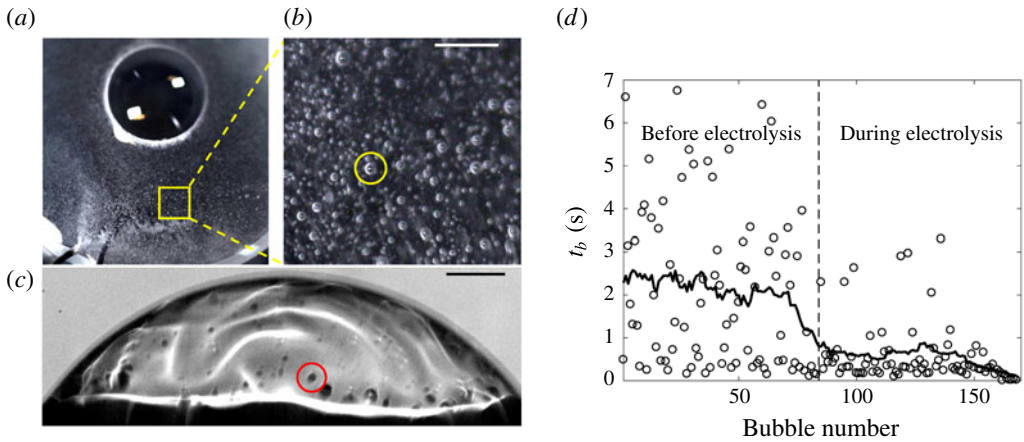 (a)
(b)
(c)
(d)
7
6
5
4
3
2
1
0
t_b (s)
Before electrolysis
During electrolysis
50
100
150
Bubble number